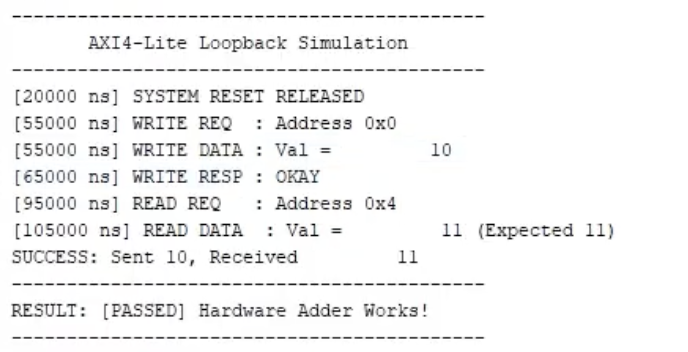 -------------------------------------------
AXI4-Lite Loopback Simulation
-------------------------------------------
[20000 ns] SYSTEM RESET RELEASED
[55000 ns] WRITE REQ  : Address 0x0
[55000 ns] WRITE DATA : Val =         10
[65000 ns] WRITE RESP : OKAY
[95000 ns] READ REQ   : Address 0x4
[105000 ns] READ DATA  : Val =         11 (Expected 11)
SUCCESS: Sent 10, Received         11
-------------------------------------------
RESULT: [PASSED] Hardware Adder Works!
-------------------------------------------